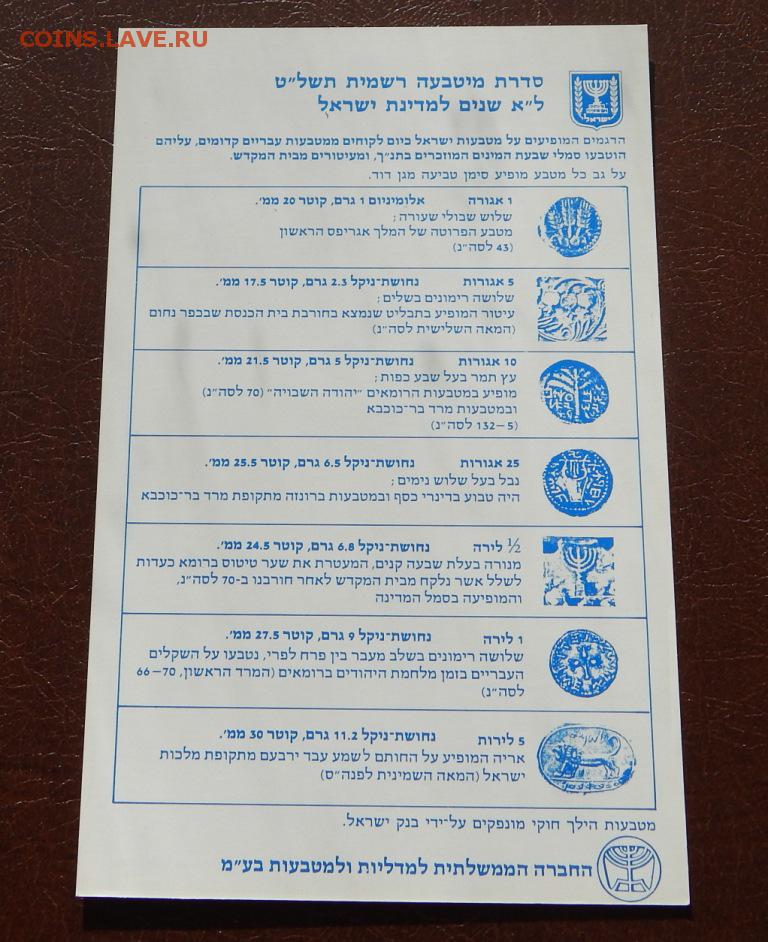 COINS.LAVE.RU
סדרת מיטבעה רשמית תשל״ט
ל״א שנים למדינת ישראל
ישראל
הדגמים המופיעים על מטבעות ישראל כיום לקוחים ממטבעות עבריים קדומים, עליהם
הוטבעו סמלי שבעת המינים המוזכרים בתנ״ך, ומעיטורים מבית המקדש.
על גב כל מטבע מופיע סימן טביעה מגן דוד.
1 אגורה אלומיניום 1 גרם, קוטר 20 ממ׳.
שלוש שבולי שעורה;
מטבע הפרוטה של המלך אגריפס הראשון
(43 לסה״נ)
5 אגורות נחושת־ניקל 2.3 גרם, קוטר 17.5 ממ׳.
שלושה רימונים בשלים;
עיטור המופיע בתבליט שנמצא בחורבת בית הכנסת שבכפר נחום
(המאה השלישית לסה״נ)
10 אגורות נחושת־ניקל 5 גרם, קוטר 21.5 ממ׳.
עץ תמר בעל שבע כפות;
מופיע במטבעות הרומאים ״יהודה השבויה״ (70 לסה״נ)
ובמטבעות מרד בר־כוכבא
(132–5 לסה״נ)
25 אגורות נחושת־ניקל 6.5 גרם, קוטר 25.5 ממ׳.
נבל בעל שלוש נימים;
היה טבוע בדינרי כסף ובמטבעות ברונזה מתקופת מרד בר־כוכבא
½ לירה נחושת־ניקל 6.8 גרם, קוטר 24.5 ממ׳.
מנורה בעלת שבעה קנים, המעטרת את שער טיטוס ברומא כעדות
לשלל אשר נלקח מבית המקדש לאחר חורבנו ב־70 לסה״נ,
והמופיעה בסמל המדינה
1 לירה נחושת־ניקל 9 גרם, קוטר 27.5 ממ׳.
שלושה רימונים בשלב מעבר בין פרח לפרי, נטבעו על השקלים
העבריים בזמן מלחמת היהודים ברומאים (המרד הראשון, 70–66
לסה״נ)
5 לירות נחושת־ניקל 11.2 גרם, קוטר 30 ממ׳.
אריה המופיע על החותם לשמע עבד ירבעם מתקופת מלכות
ישראל (המאה השמינית לפנה״ס)
מטבעות הילך חוקי מונפקים על־ידי בנק ישראל.
החברה הממשלתית למדליות ולמטבעות בע״מ